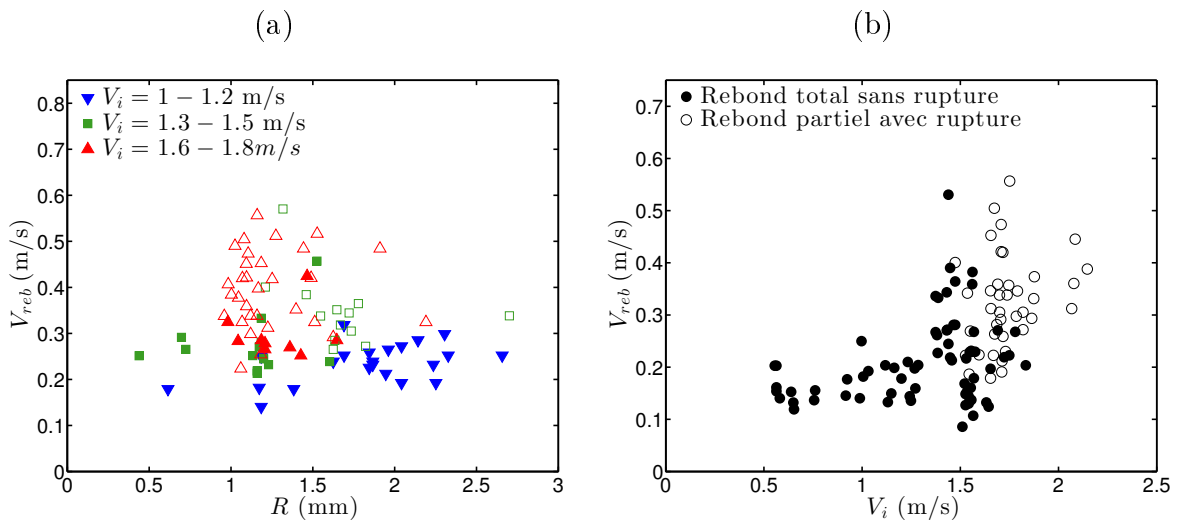 (a)
(b)
V_i = 1 − 1.2 m/s
V_i = 1.3 − 1.5 m/s
V_i = 1.6 − 1.8m/s
V_reb (m/s)
0.8
0.7
0.6
0.5
0.4
0.3
0.2
0.1
0
0
0.5
1
1.5
2
2.5
3
R (mm)
Rebond total sans rupture
Rebond partiel avec rupture
V_reb (m/s)
0.7
0.6
0.5
0.4
0.3
0.2
0.1
0
0
0.5
1
1.5
2
2.5
V_i (m/s)